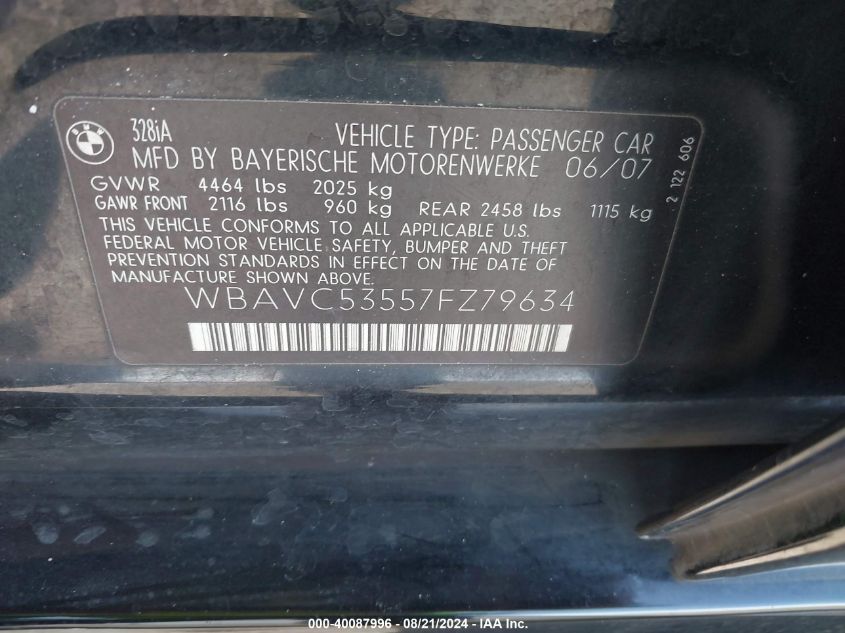 BMW
328iA
VEHICLE TYPE: PASSENGER CAR
MFD BY BAYERISCHE MOTORENWERKE 06/07
GVWR 4464 lbs 2025 kg
GAWR FRONT 2116 lbs 960 kg REAR 2458 lbs 1115 kg
THIS VEHICLE CONFORMS TO ALL APPLICABLE U.S.
FEDERAL MOTOR VEHICLE SAFETY, BUMPER AND THEFT
PREVENTION STANDARDS IN EFFECT ON THE DATE OF
MANUFACTURE SHOWN ABOVE.
WBAVC53557FZ79634
2 122 606
000-40087996 - 08/21/2024 - IAA Inc.